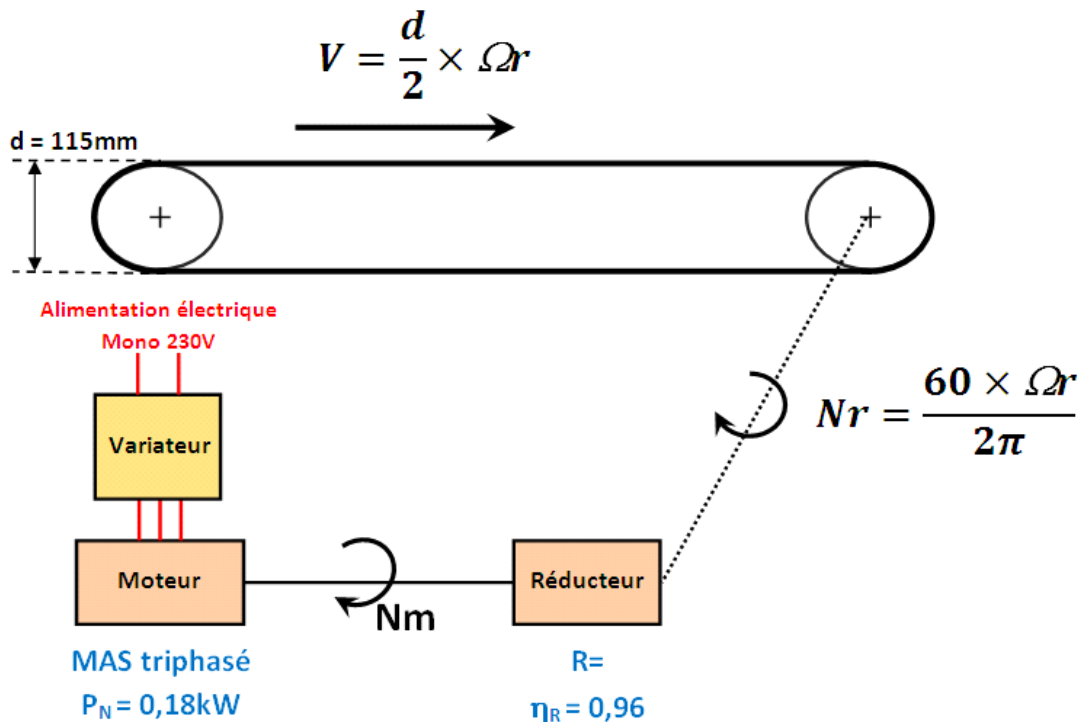 V = d/2 × Ωr
d = 115mm
Alimentation électrique
Mono 230V
Variateur
Nr = 60 × Ωr / 2π
Moteur
Nm
Réducteur
MAS triphasé
P_N = 0,18kW
R=
η_R = 0,96